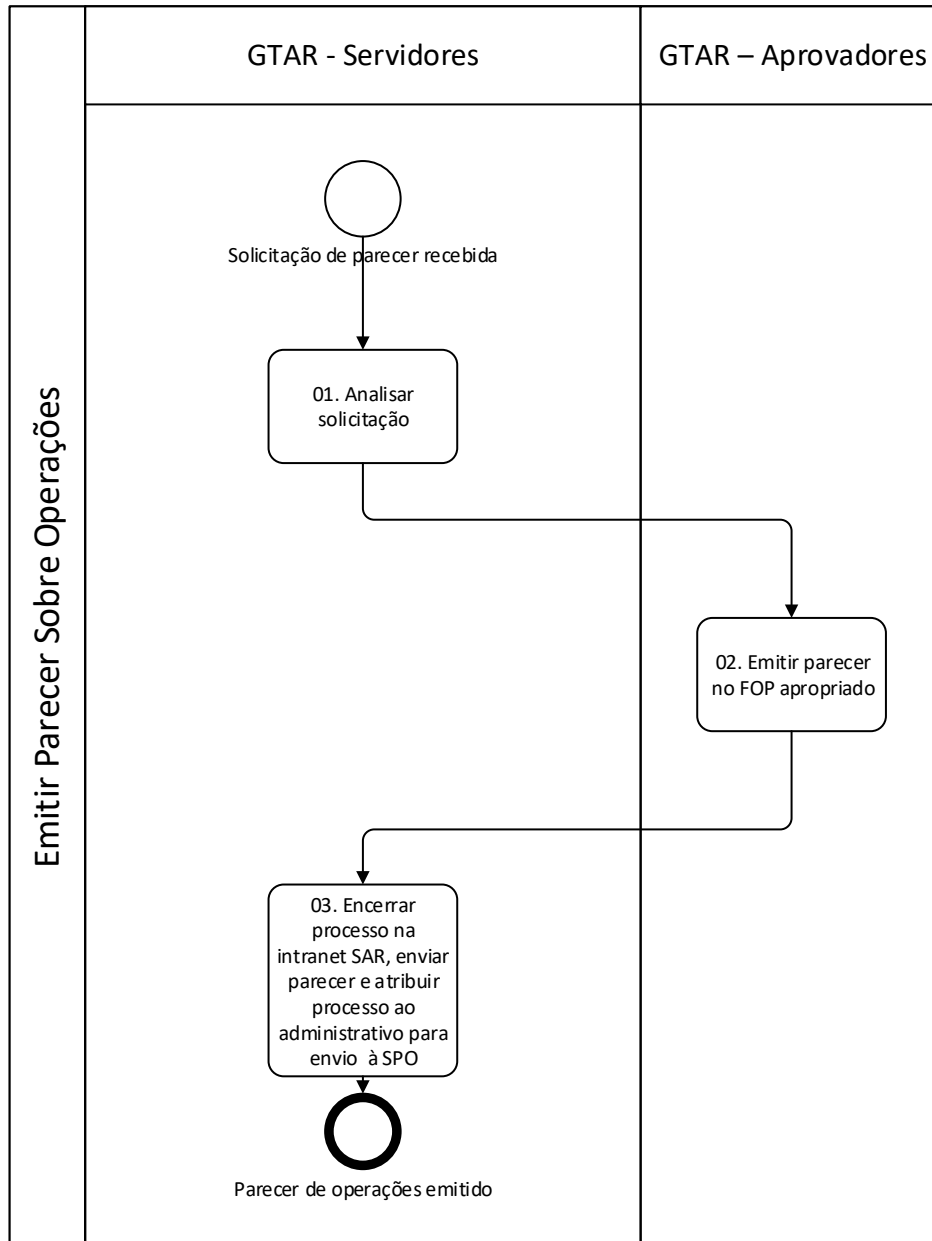 GTAR - Servidores
GTAR – Aprovadores
Emitir Parecer Sobre Operações
Solicitação de parecer recebida
01. Analisar
solicitação
02. Emitir parecer
no FOP apropriado
03. Encerrar
processo na
intranet SAR, enviar
parecer e atribuir
processo ao
administrativo para
envio à SPO
Parecer de operações emitido